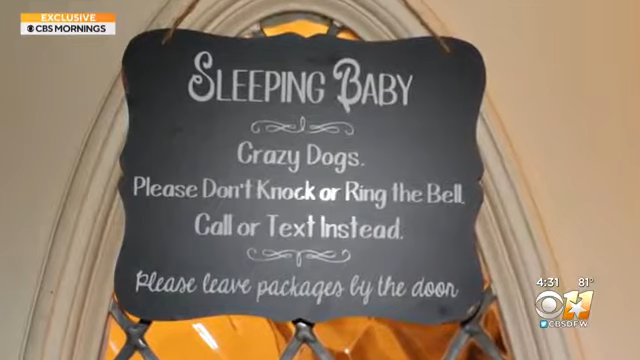 EXCLUSIVE
CBS MORNINGS
SLEEPING BABY
Crazy Dogs.
Please Don't Knock or Ring the Bell.
Call or Text Instead.
Please leave packages by the door
4:31 81°
11
CBSDFW